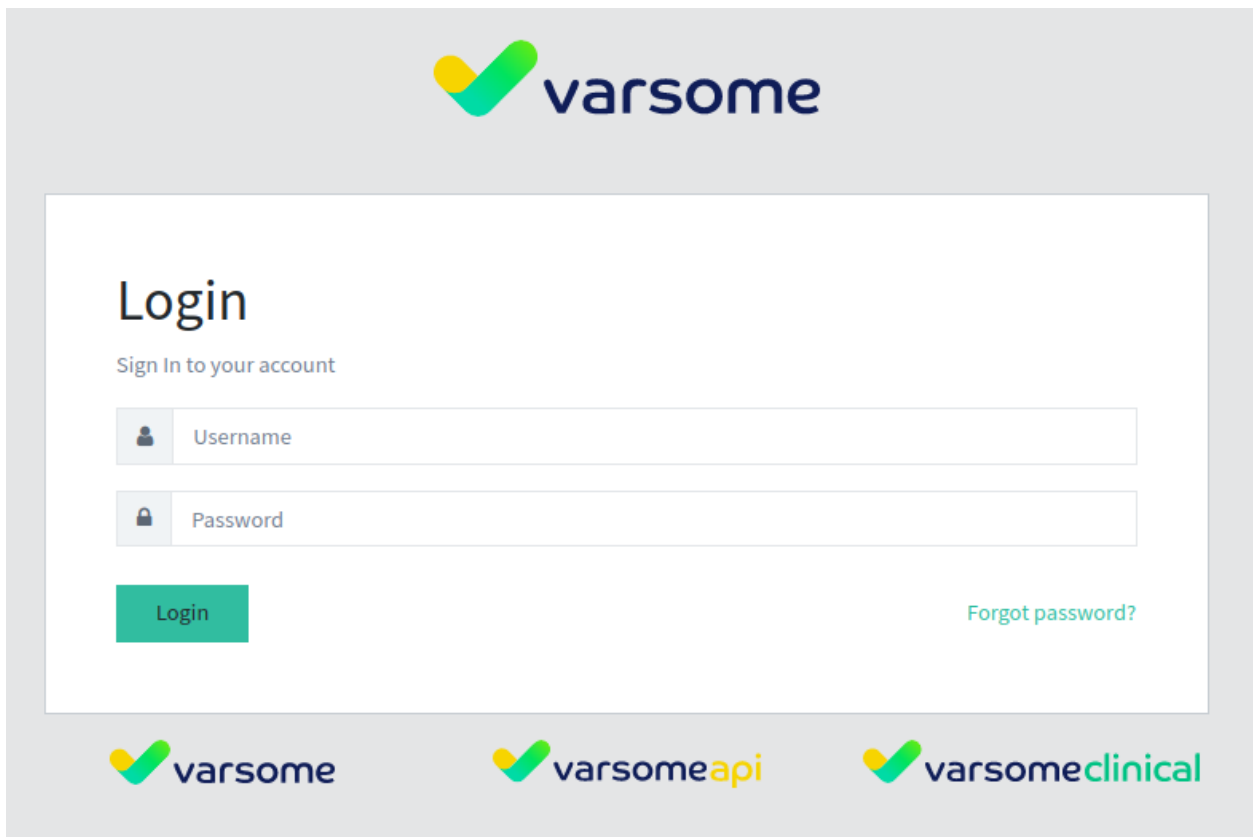 varsome
Login
Sign In to your account
Username
Password
Login
Forgot password?
varsome
varsomeapi
varsomeclinical